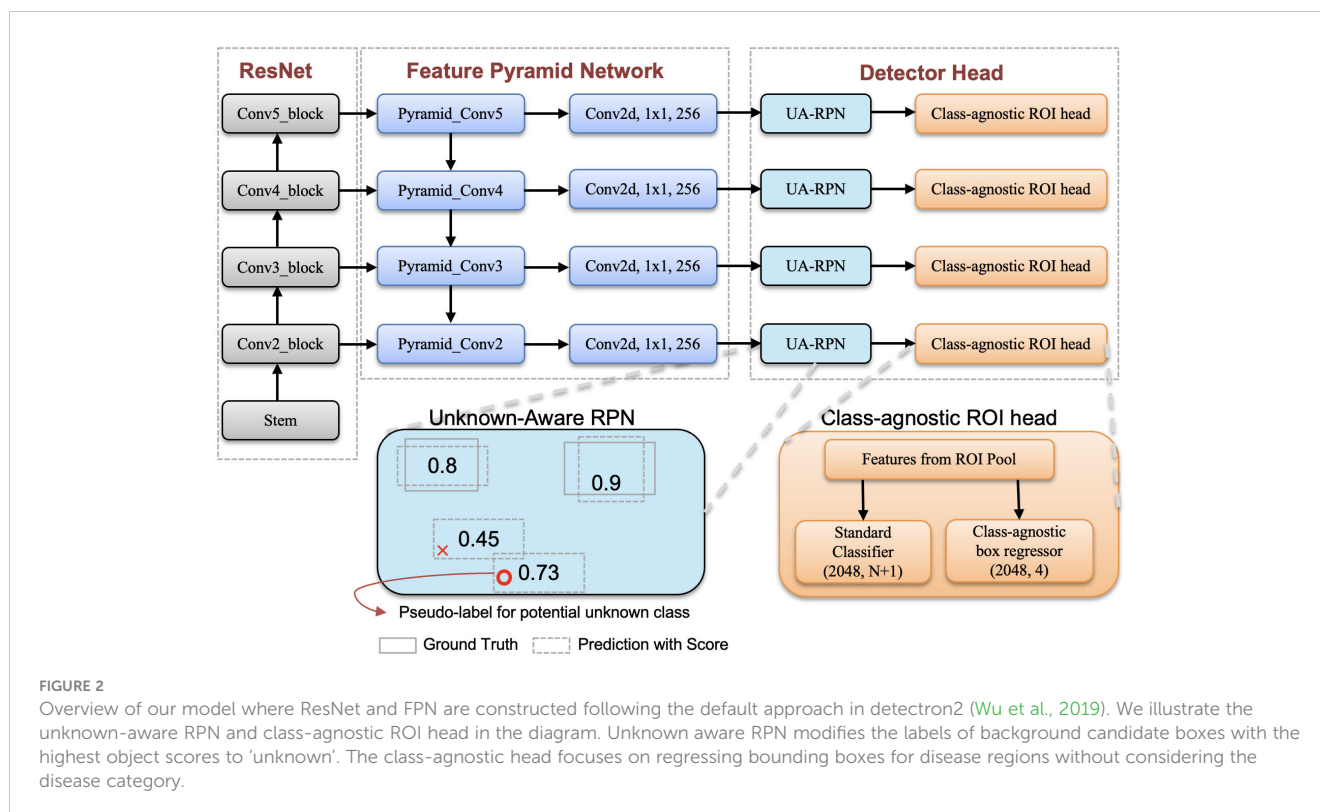 ResNet
Feature Pyramid Network
Detector Head
Conv5_block
Pyramid_Conv5
Conv2d, 1x1, 256
UA-RPN
Class-agnostic ROI head
Conv4_block
Pyramid_Conv4
Conv2d, 1x1, 256
UA-RPN
Class-agnostic ROI head
Conv3_block
Pyramid_Conv3
Conv2d, 1x1, 256
UA-RPN
Class-agnostic ROI head
Conv2_block
Pyramid_Conv2
Conv2d, 1x1, 256
UA-RPN
Class-agnostic ROI head
Stem
Unknown-Aware RPN
0.8
0.9
0.45
0.73
Pseudo-label for potential unknown class
Ground Truth
Prediction with Score
Class-agnostic ROI head
Features from ROI Pool
Standard
Classifier
(2048, N+1)
Class-agnostic
box regressor
(2048, 4)
FIGURE 2
Overview of our model where ResNet and FPN are constructed following the default approach in detectron2 (Wu et al., 2019). We illustrate the
unknown-aware RPN and class-agnostic ROI head in the diagram. Unknown aware RPN modifies the labels of background candidate boxes with the
highest object scores to ‘unknown’. The class-agnostic head focuses on regressing bounding boxes for disease regions without considering the
disease category.